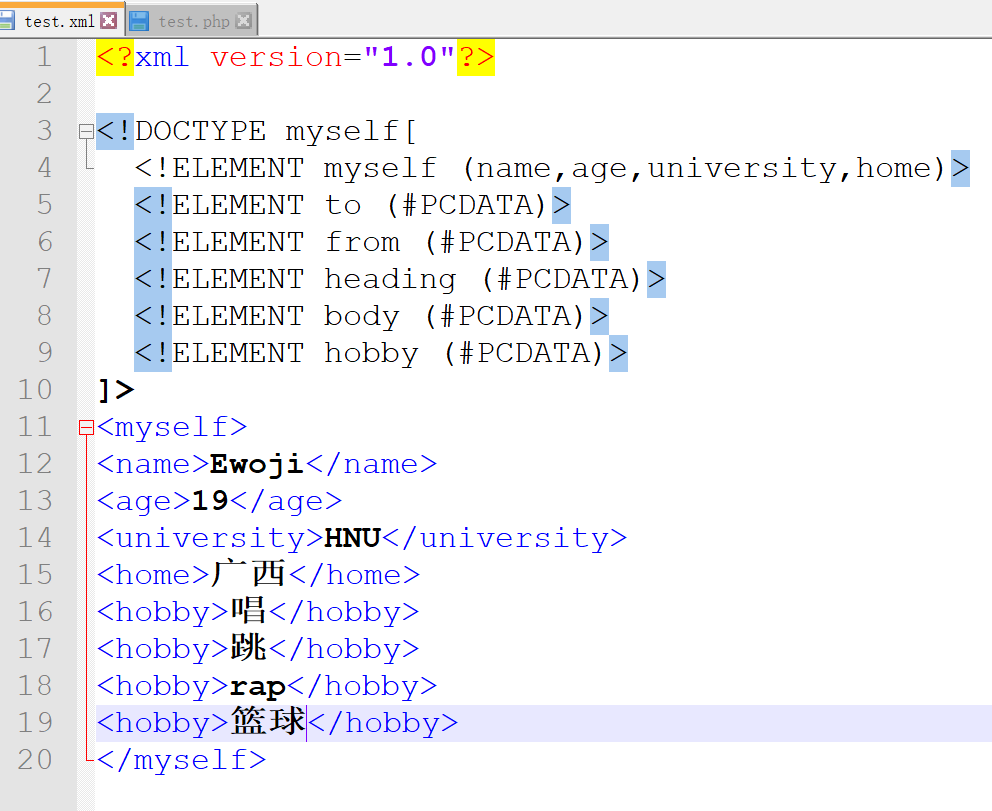 test.xml test.php
1 <?xml version="1.0"?>
2
3 <!DOCTYPE myself[
4 <!ELEMENT myself (name,age,university,home)>
5 <!ELEMENT to (#PCDATA)>
6 <!ELEMENT from (#PCDATA)>
7 <!ELEMENT heading (#PCDATA)>
8 <!ELEMENT body (#PCDATA)>
9 <!ELEMENT hobby (#PCDATA)>
10 ]>
11 <myself>
12 <name>Ewoji</name>
13 <age>19</age>
14 <university>HNU</university>
15 <home>广西</home>
16 <hobby>唱</hobby>
17 <hobby>跳</hobby>
18 <hobby>rap</hobby>
19 <hobby>篮球</hobby>
20 </myself>